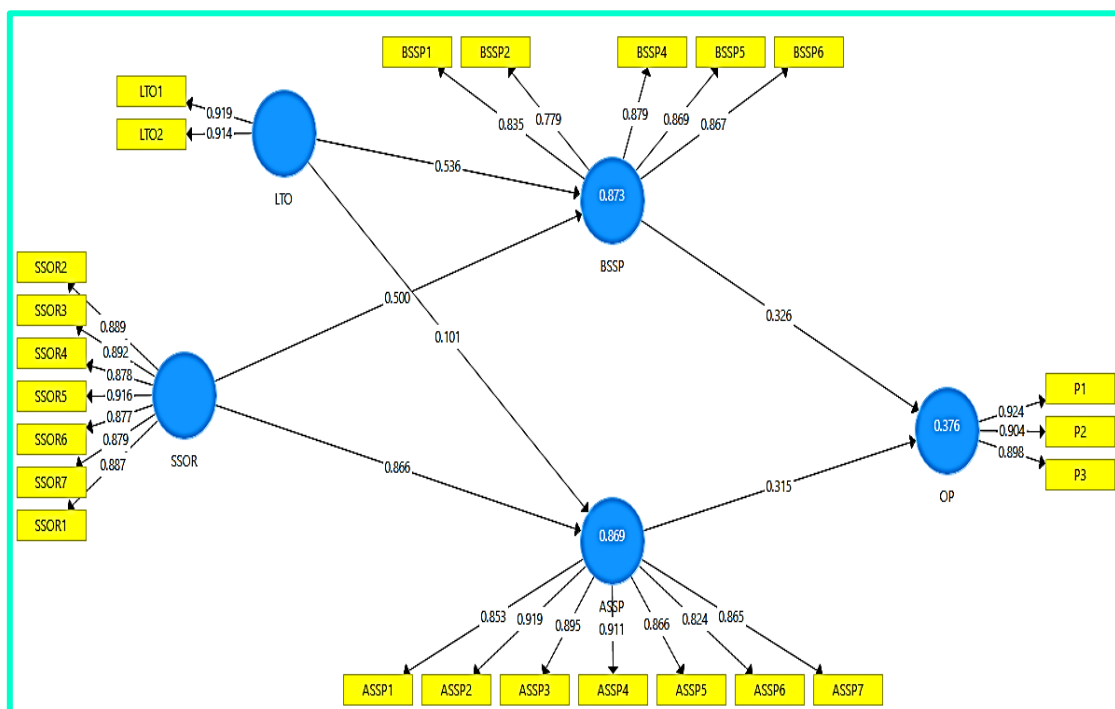 BSSP1 BSSP2 BSSP4 BSSP5 BSSP6
0.835 0.779 0.879 0.869 0.867
LTO1
LTO2
0.919
0.914
LTO
0.536
0.873
BSSP
0.500
0.101
0.326
SSOR2
SSOR3
SSOR4
SSOR5
SSOR6
SSOR7
SSOR1
0.889
0.892
0.878
0.916
0.877
0.879
0.887
SSOR
0.866
0.315
0.376
OP
0.924
0.904
0.898
P1
P2
P3
0.869
ASSP
0.853 0.919 0.895 0.911 0.866 0.824 0.865
ASSP1 ASSP2 ASSP3 ASSP4 ASSP5 ASSP6 ASSP7